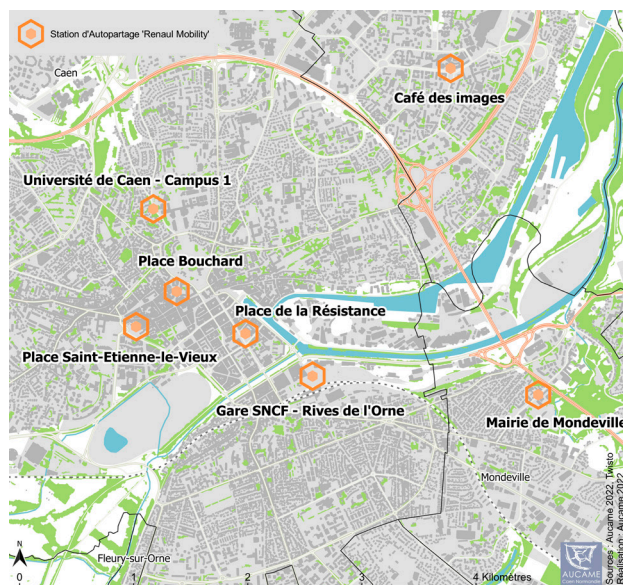 Station d'Autopartage 'Renaul Mobility'
Caen
Café des images
Université de Caen - Campus 1
Place Bouchard
Place de la Résistance
Place Saint-Etienne-le-Vieux
Gare SNCF - Rives de l'Orne
Mairie de Mondeville
Mondeville
Fleury-sur-Orne
N
0 1 2 4 Kilomètres
AUCAME
Caen Normandie
Sources : Aucame 2022, Twisto
Réalisation : Aucame 2022